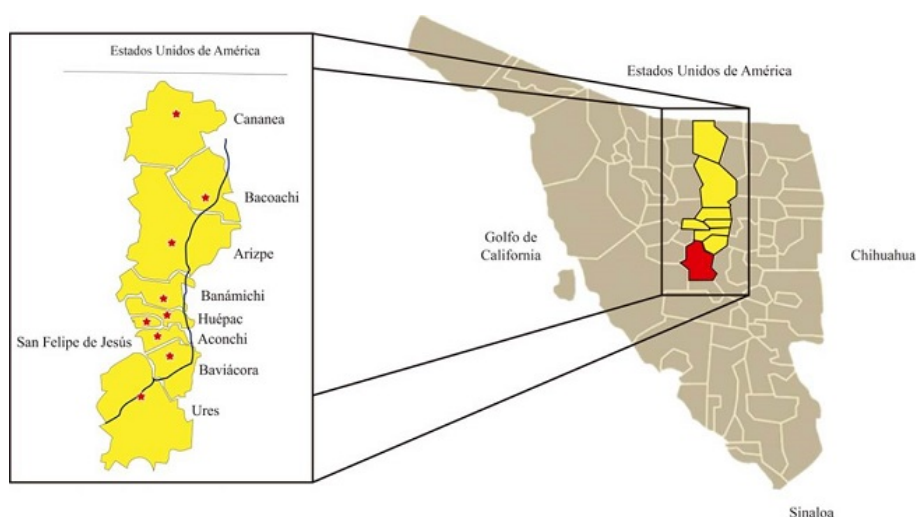 Estados Unidos de América
Cananea
Bacoachi
Arizpe
Banámichi
Huépac
San Felipe de Jesús
Aconchi
Baviácora
Ures
Estados Unidos de América
Golfo de
California
Chihuahua
Sinaloa